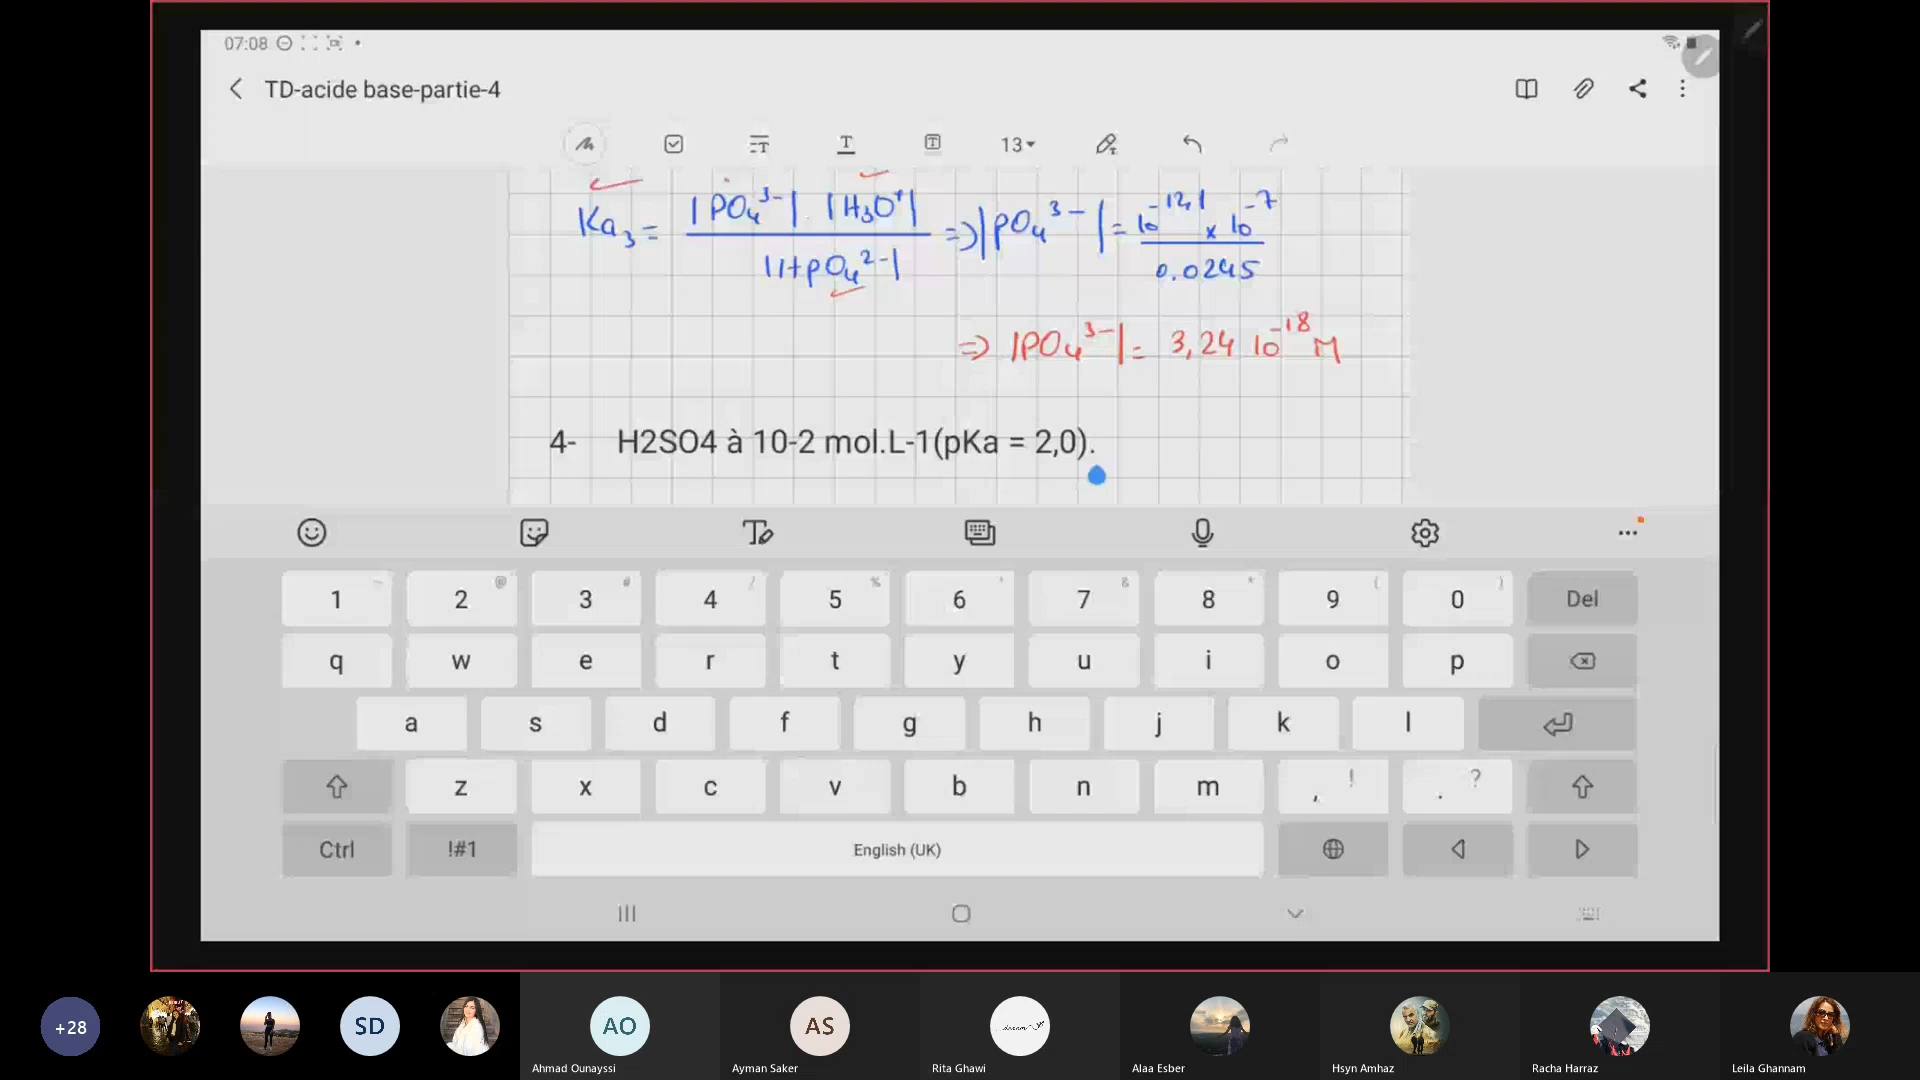 07:08
TD-acide base-partie-4
13
Ka3 = |PO4^3-| . |H3O+| / |HPO4^2-| => |PO4^3-| = 10^-12,1 x 10^-7 / 0.0245
=> |PO4^3-| = 3,24 10^-18 M
4- H2SO4 à 10-2 mol.L-1(pKa = 2,0).
1 2 @ 3 # 4 / 5 % 6 7 & 8 * 9 ( 0 ) Del
q w e r t y u i o p
a s d f g h j k l
z x c v b n m , ! . ?
Ctrl !#1 English (UK)
+28 SD AO AS
Ahmad Ounayssi Ayman Saker Rita Ghawi Alaa Esber Hsyn Amhaz Racha Harraz Leila Ghannam